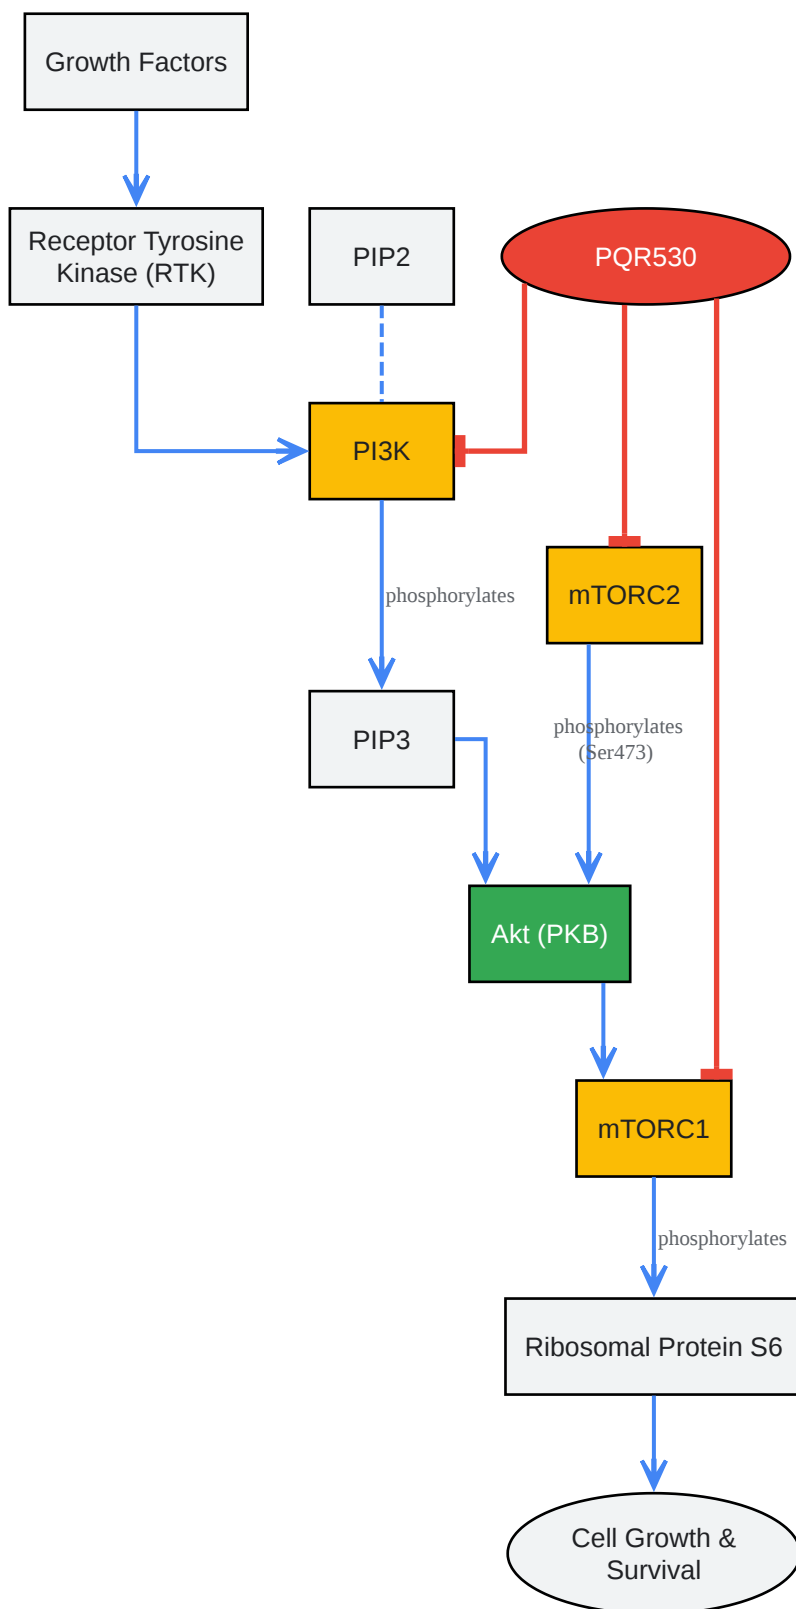 Growth Factors
Receptor Tyrosine
Kinase (RTK)
PIP2
PQR530
PI3K
phosphorylates
mTORC2
PIP3
phosphorylates
(Ser473)
Akt (PKB)
mTORC1
phosphorylates
Ribosomal Protein S6
Cell Growth &
Survival